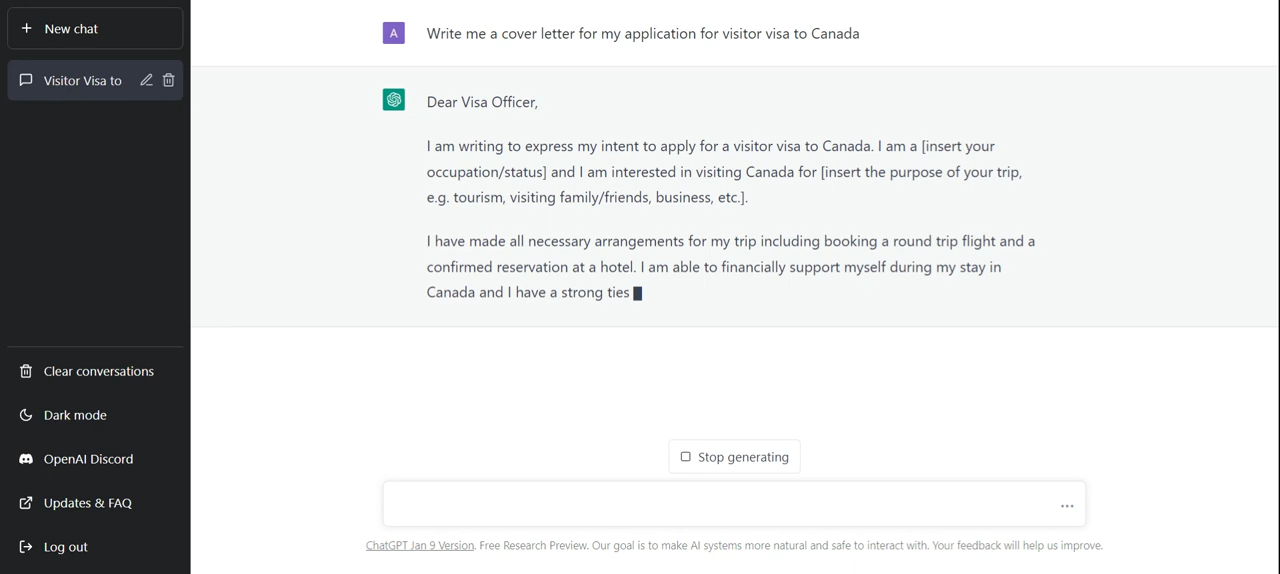 New chat
Visitor Visa to
Clear conversations
Dark mode
OpenAI Discord
Updates & FAQ
Log out
A
Write me a cover letter for my application for visitor visa to Canada
Dear Visa Officer,
I am writing to express my intent to apply for a visitor visa to Canada. I am a [insert your
occupation/status] and I am interested in visiting Canada for [insert the purpose of your trip,
e.g. tourism, visiting family/friends, business, etc.].
I have made all necessary arrangements for my trip including booking a round trip flight and a
confirmed reservation at a hotel. I am able to financially support myself during my stay in
Canada and I have a strong ties
Stop generating
ChatGPT Jan 9 Version. Free Research Preview. Our goal is to make AI systems more natural and safe to interact with. Your feedback will help us improve.